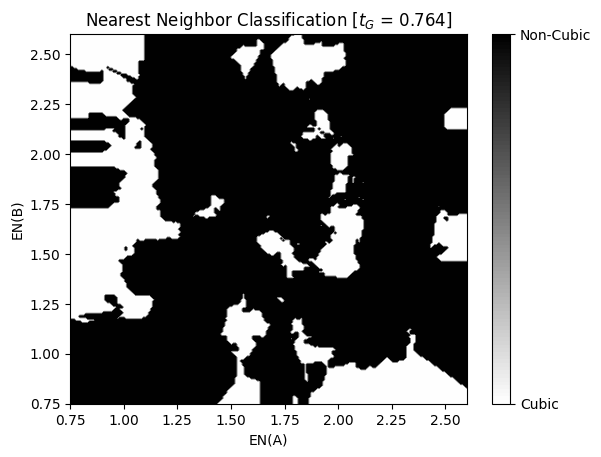 Nearest Neighbor Classification [t_G = 0.764]
Non-Cubic
2.50
2.25
2.00
1.75
1.50
1.25
1.00
0.75
EN(B)
Cubic
0.75 1.00 1.25 1.50 1.75 2.00 2.25 2.50
EN(A)